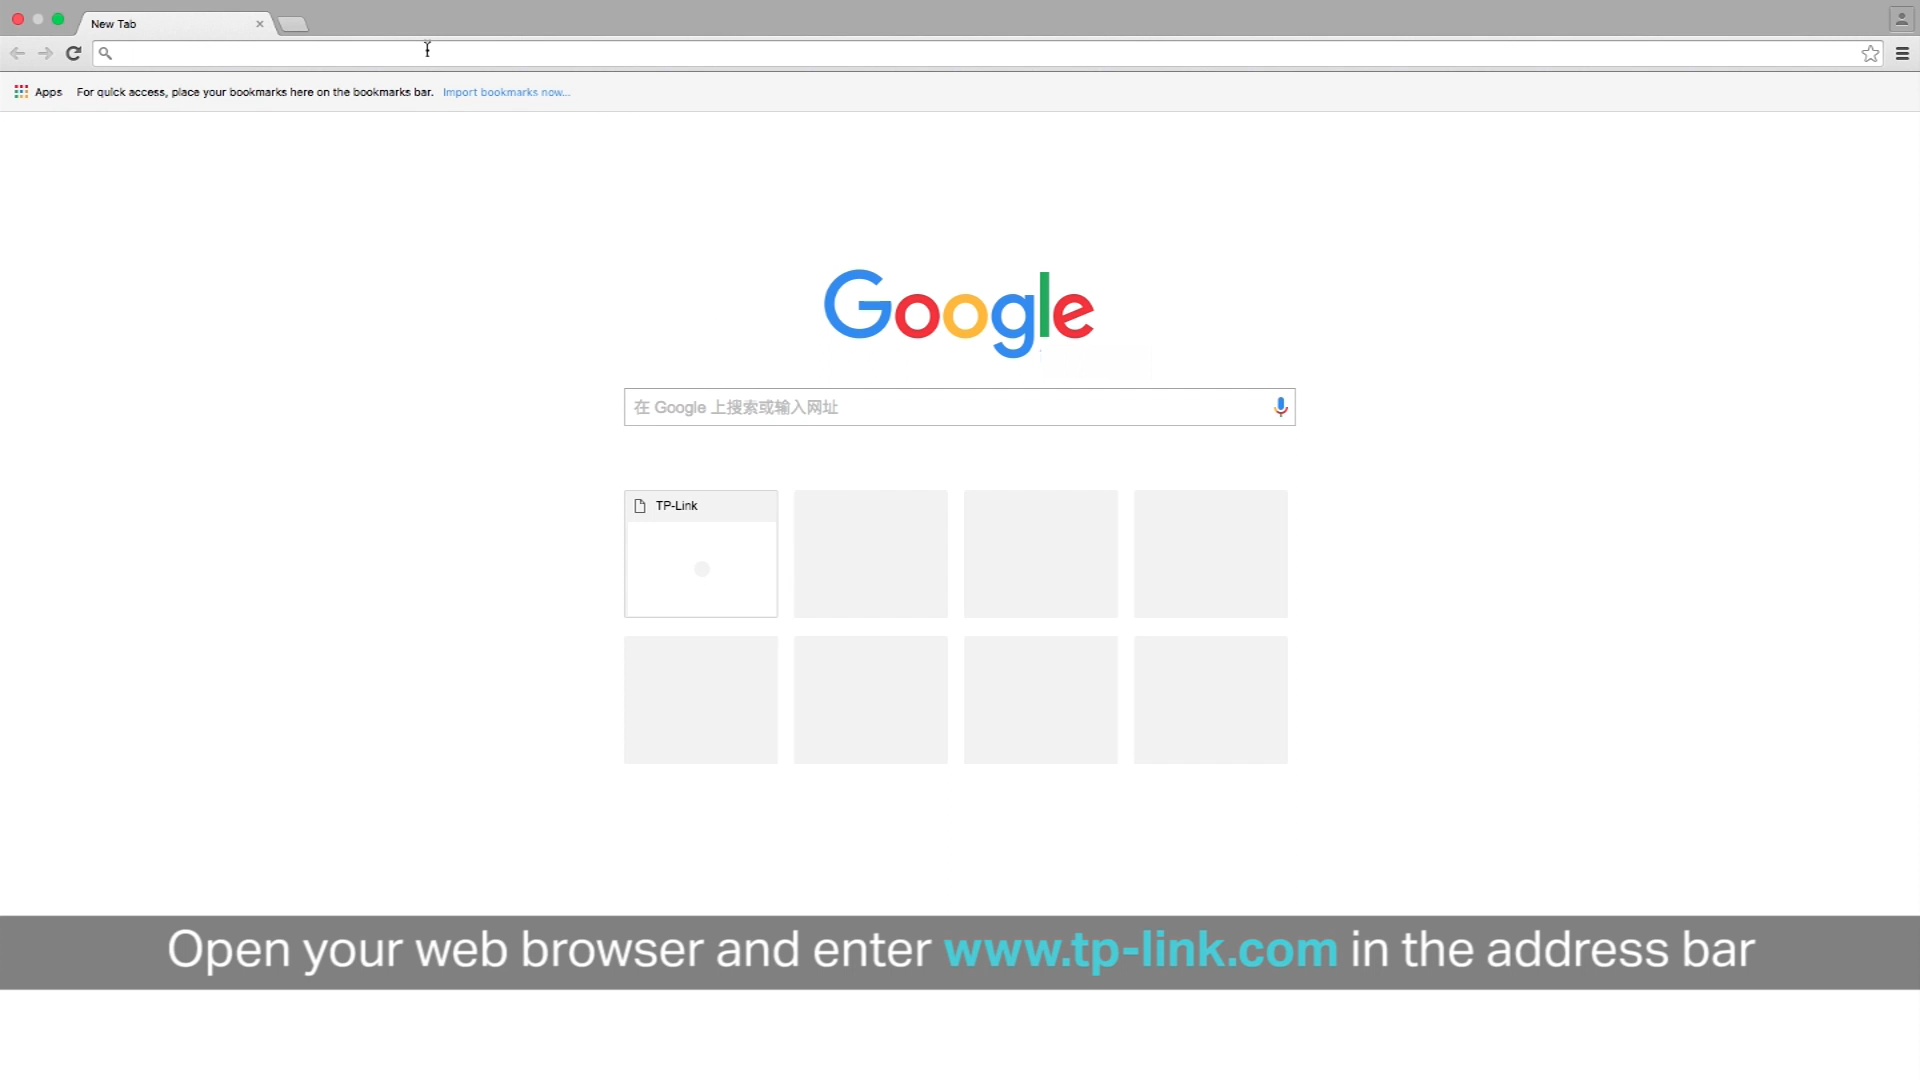 New Tab
Apps For quick access, place your bookmarks here on the bookmarks bar. Import bookmarks now...
Google
在 Google 上搜索或输入网址
TP-Link
Open your web browser and enter www.tp-link.com in the address bar